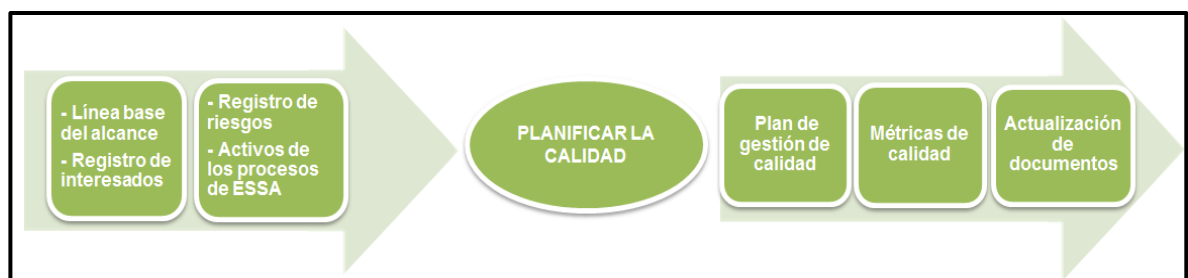 - Línea base
del alcance
- Registro de
interesados
- Registro de
riesgos
- Activos de
los procesos
de ESSA
PLANIFICAR LA
CALIDAD
Plan de
gestión de
calidad
Métricas de
calidad
Actualización
de
documentos